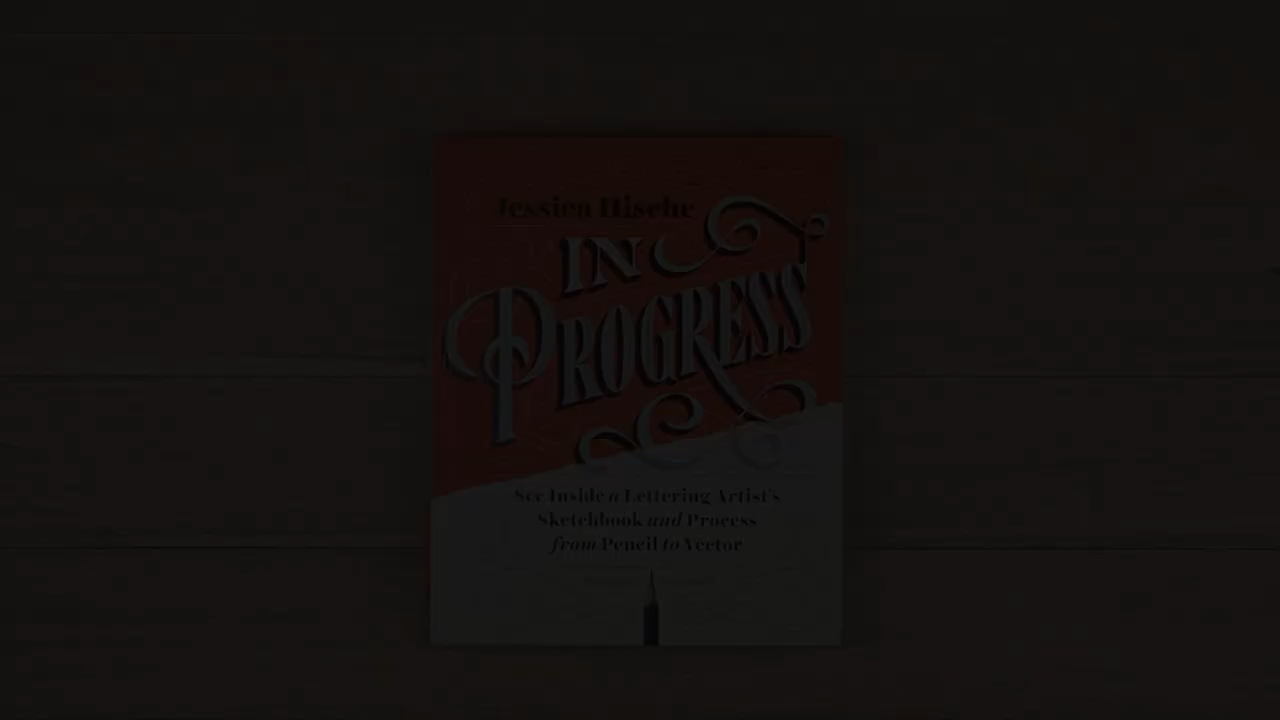 Jessica Hische
IN
PROGRESS
See Inside a Lettering Artist's
Sketchbook and Process
from Pencil to Vector